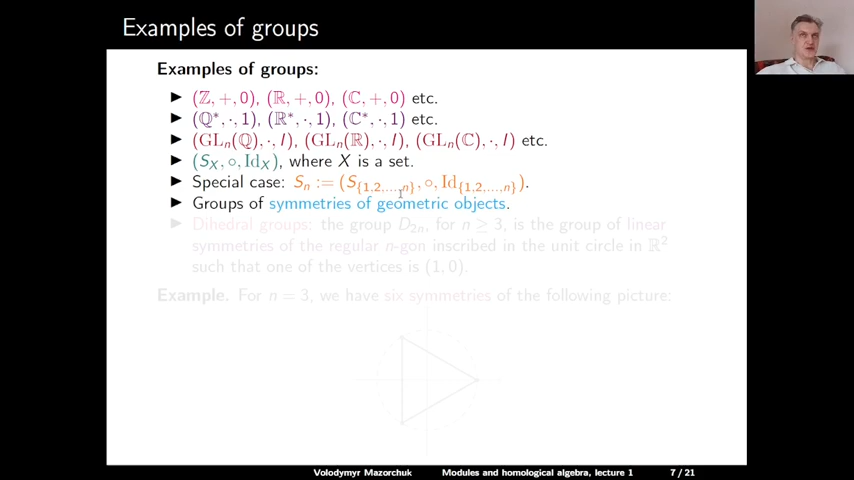 Examples of groups
Examples of groups:
▶ (ℤ, +, 0), (ℝ, +, 0), (ℂ, +, 0) etc.
▶ (ℚ*, ·, 1), (ℝ*, ·, 1), (ℂ*, ·, 1) etc.
▶ (GLₙ(ℚ), ·, I), (GLₙ(ℝ), ·, I), (GLₙ(ℂ), ·, I) etc.
▶ (S_X, ∘, Id_X), where X is a set.
▶ Special case: Sₙ := (S_{1,2,...,n}, ∘, Id_{1,2,...,n}).
▶ Groups of symmetries of geometric objects.
▶ Dihedral groups: the group D₂ₙ, for n ≥ 3, is the group of linear
symmetries of the regular n-gon inscribed in the unit circle in ℝ²
such that one of the vertices is (1, 0).
Example. For n = 3, we have six symmetries of the following picture:
Volodymyr Mazorchuk Modules and homological algebra, lecture 1 7 / 21